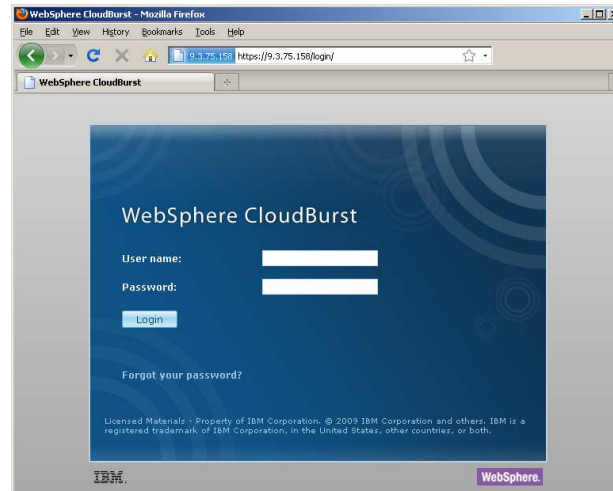 WebSphere CloudBurst - Mozilla Firefox
File Edit View History Bookmarks Tools Help
9.3.75.158 https://9.3.75.158/login/
WebSphere CloudBurst
WebSphere CloudBurst
User name:
Password:
Login
Forgot your password?
Licensed Materials - Property of IBM Corporation. © 2009 IBM Corporation and others. IBM is a
registered trademark of IBM Corporation, in the United States, other countries, or both.
IBM.
WebSphere.